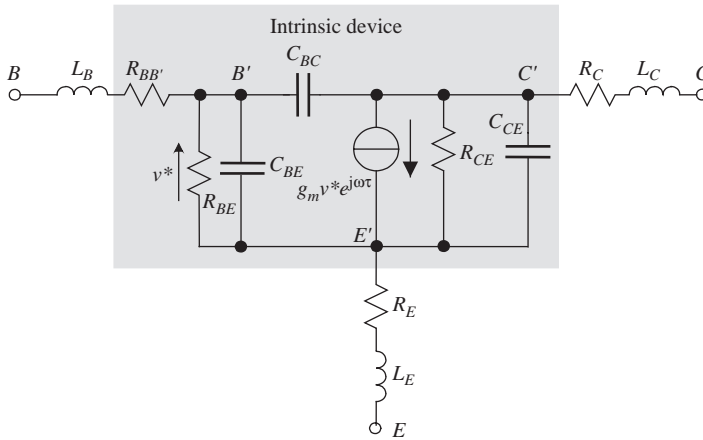 Intrinsic device
C_BC
B L_B R_BB' B' C' R_C L_C C
C_CE
v* R_BE C_BE g_m v* e^jωτ R_CE
E'
R_E
L_E
E